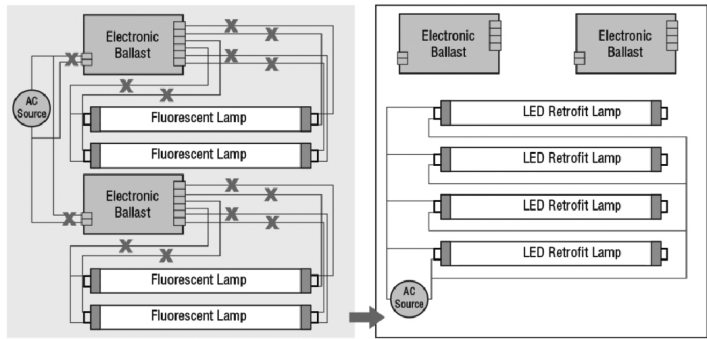 Electronic
Ballast
AC
Source
Fluorescent Lamp
Fluorescent Lamp
Electronic
Ballast
Fluorescent Lamp
Fluorescent Lamp
Electronic
Ballast
Electronic
Ballast
LED Retrofit Lamp
LED Retrofit Lamp
LED Retrofit Lamp
LED Retrofit Lamp
AC
Source